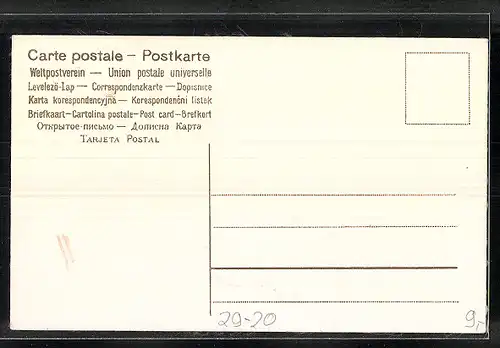 Carte postale – Postkarte
Weltpostverein — Union postale universelle
Levelező-Lap — Correspondenzkarte — Dopisnice
Karta korespondencyjna — Korespondenční lístek
Briefkaart—Cartolina postale—Post card—Brefkort
Открытое-письмо — Дописна Карта
Tarjeta Postal
29-20
9,-